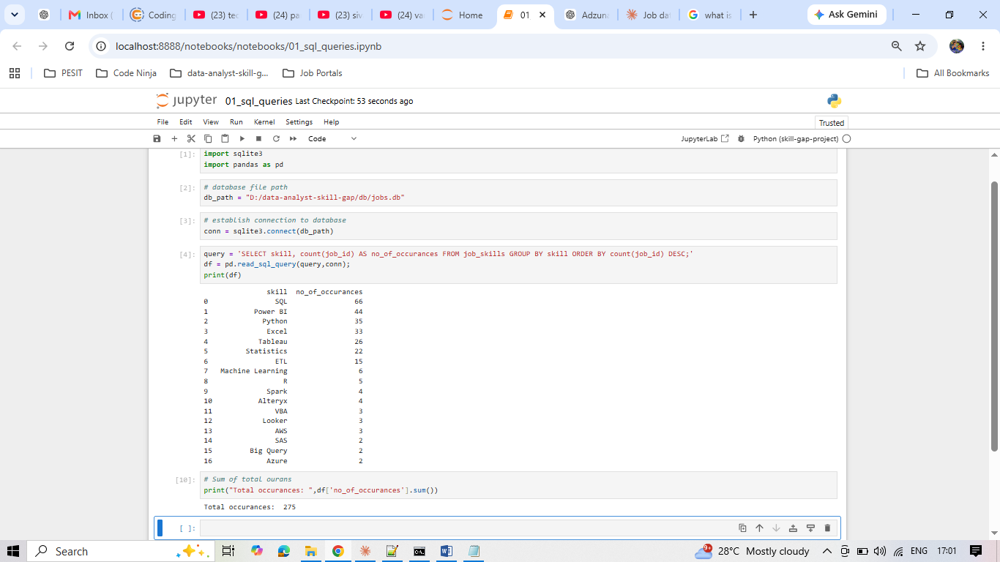 Inbox (
Coding
(23) tec
(24) pa
(23) siv
(24) va
Home
01
Adzuna
Job dat
what is
Ask Gemini
localhost:8888/notebooks/notebooks/01_sql_queries.ipynb
PESIT
Code Ninja
data-analyst-skill-g...
Job Portals
All Bookmarks
jupyter 01_sql_queries Last Checkpoint: 53 seconds ago
File Edit View Run Kernel Settings Help
Trusted
Code
JupyterLab
Python (skill-gap-project)
[1]: import sqlite3
import pandas as pd
[2]: # database file path
db_path = "D:/data-analyst-skill-gap/db/jobs.db"
[3]: # establish connection to database
conn = sqlite3.connect(db_path)
[4]: query = 'SELECT skill, count(job_id) AS no_of_occurances FROM job_skills GROUP BY skill ORDER BY count(job_id) DESC;'
df = pd.read_sql_query(query,conn);
print(df)
skill no_of_occurances
0 SQL 66
1 Power BI 44
2 Python 35
3 Excel 33
4 Tableau 26
5 Statistics 22
6 ETL 15
7 Machine Learning 6
8 R 5
9 Spark 4
10 Alteryx 4
11 VBA 3
12 Looker 3
13 AWS 3
14 SAS 2
15 Big Query 2
16 Azure 2
[10]: # Sum of total ourans
print("Total occurances: ",df['no_of_occurances'].sum())
Total occurances: 275
[ ]:
Search
9+
28°C Mostly cloudy
ENG
17:01